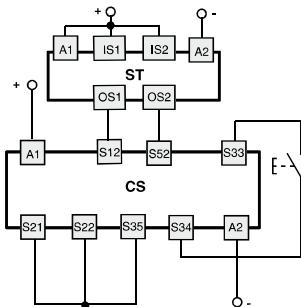 + -
A1 IS1 IS2 A2
ST
+ OS1 OS2
A1 S12 S52 S33
CS
S21 S22 S35 S34 A2
-